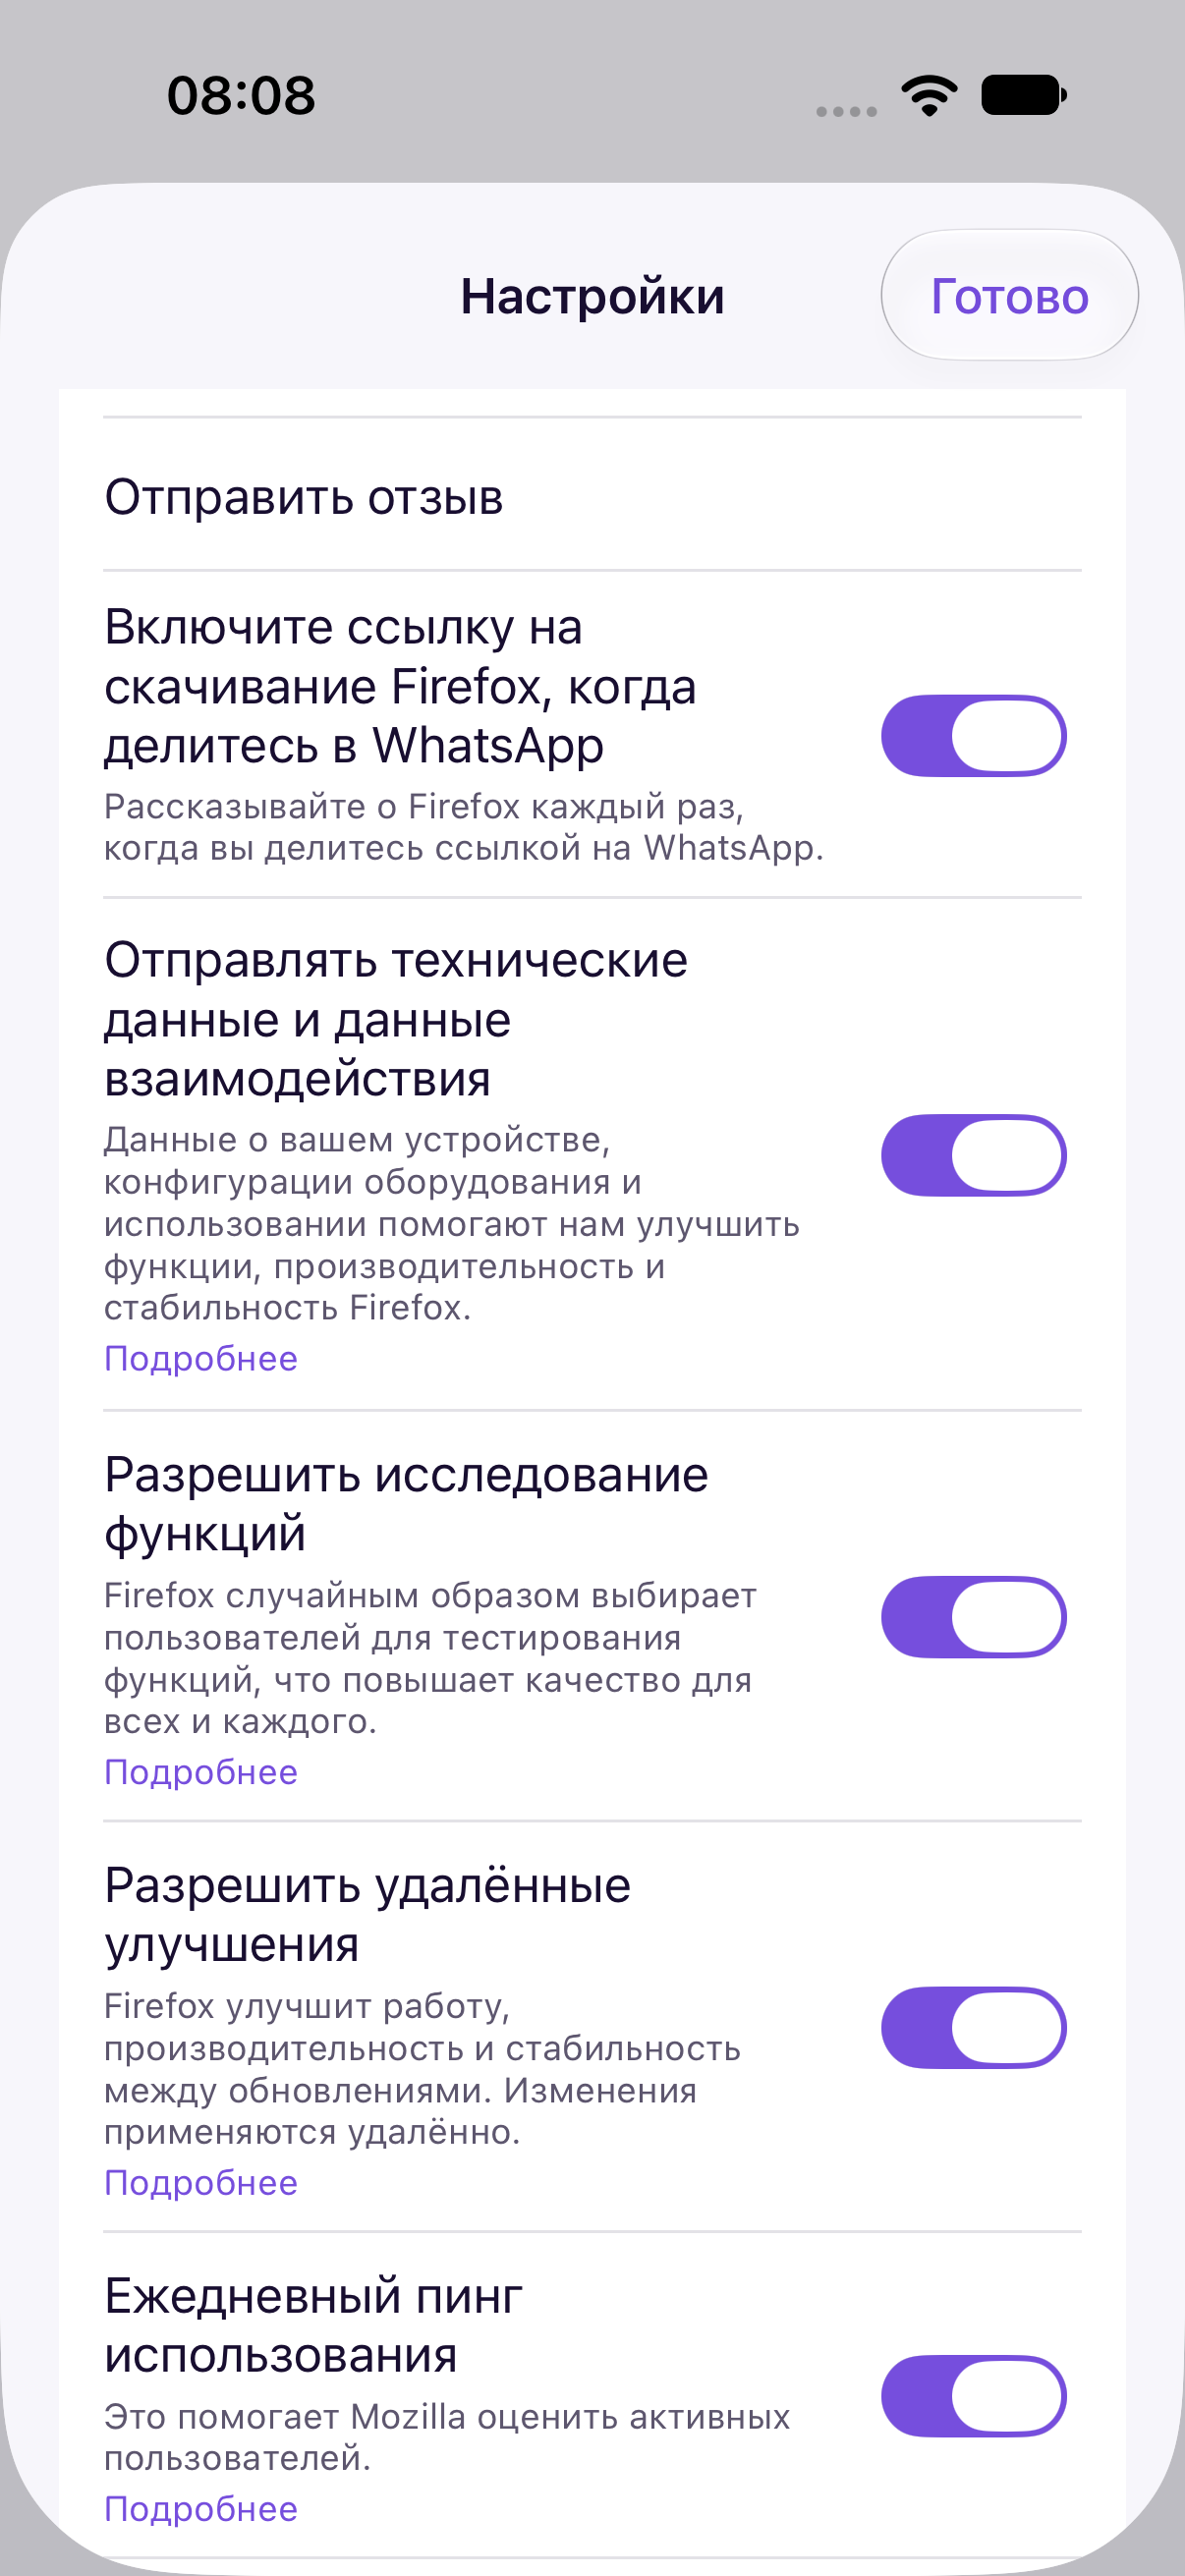 08:08
Настройки
Готово
Отправить отзыв
Включите ссылку на
скачивание Firefox, когда
делитесь в WhatsApp
Рассказывайте о Firefox каждый раз,
когда вы делитесь ссылкой на WhatsApp.
Отправлять технические
данные и данные
взаимодействия
Данные о вашем устройстве,
конфигурации оборудования и
использовании помогают нам улучшить
функции, производительность и
стабильность Firefox.
Подробнее
Разрешить исследование
функций
Firefox случайным образом выбирает
пользователей для тестирования
функций, что повышает качество для
всех и каждого.
Подробнее
Разрешить удалённые
улучшения
Firefox улучшит работу,
производительность и стабильность
между обновлениями. Изменения
применяются удалённо.
Подробнее
Ежедневный пинг
использования
Это помогает Mozilla оценить активных
пользователей.
Подробнее